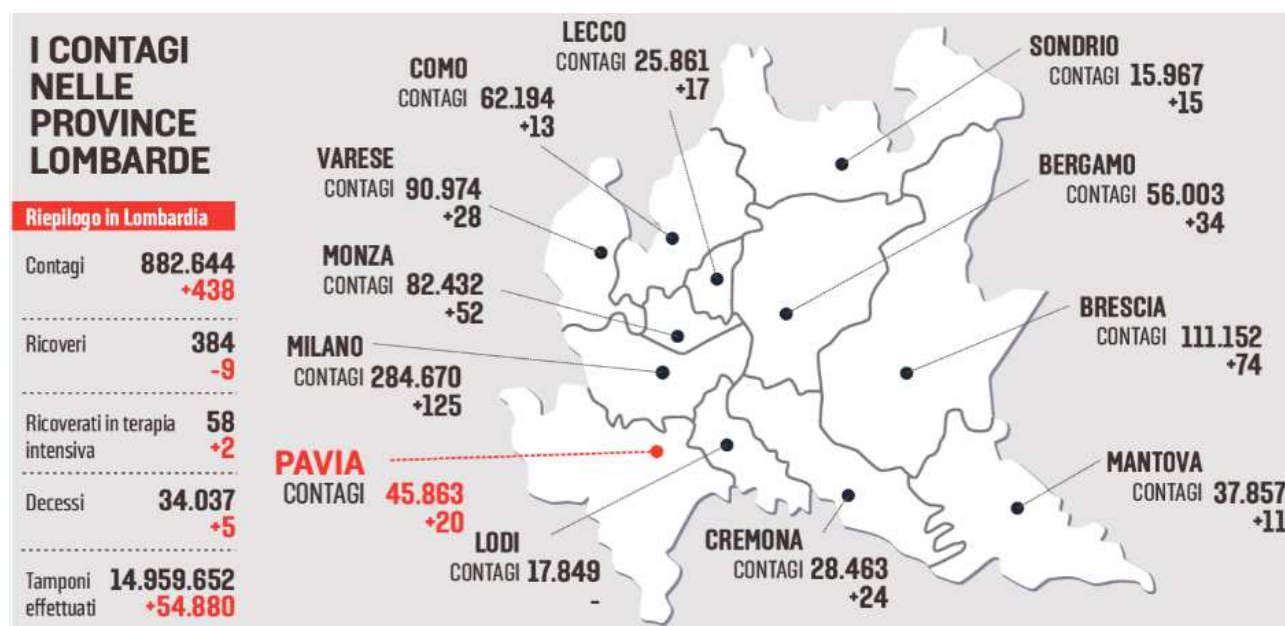 I CONTAGI
NELLE
PROVINCE
LOMBARDE
Riepilogo in Lombardia
Contagi 882.644
+438
Ricoveri 384
-9
Ricoverati in terapia intensiva 58
+2
Decessi 34.037
+5
Tamponi effettuati 14.959.652
+54.880
LECCO
CONTAGI 25.861
+17
COMO
CONTAGI 62.194
+13
VARESE
CONTAGI 90.974
+28
MONZA
CONTAGI 82.432
+52
MILANO
CONTAGI 284.670
+125
PAVIA
CONTAGI 45.863
+20
LODI
CONTAGI 17.849
-
CREMONA
CONTAGI 28.463
+24
SONDRIO
CONTAGI 15.967
+15
BERGAMO
CONTAGI 56.003
+34
BRESCIA
CONTAGI 111.152
+74
MANTOVA
CONTAGI 37.857
+11